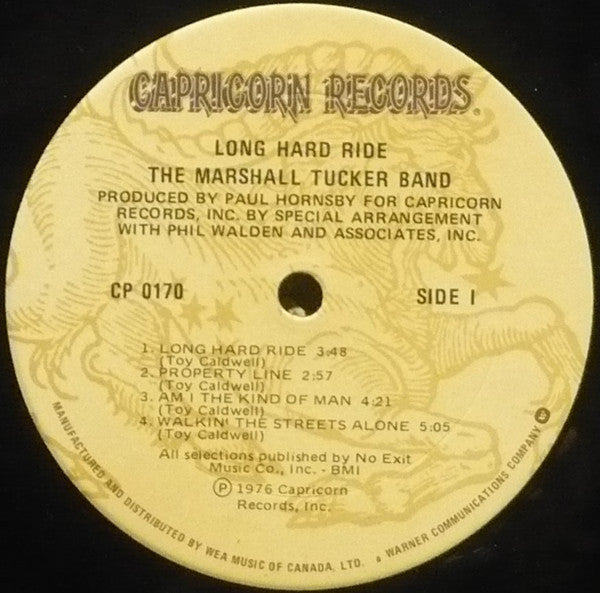 CAPRICORN RECORDS®
LONG HARD RIDE
THE MARSHALL TUCKER BAND
PRODUCED BY PAUL HORNSBY FOR CAPRICORN
RECORDS, INC. BY SPECIAL ARRANGEMENT
WITH PHIL WALDEN AND ASSOCIATES, INC.
CP 0170
SIDE I
1. LONG HARD RIDE 3:48
(Toy Caldwell)
2. PROPERTY LINE 2:57
(Toy Caldwell)
3. AM I THE KIND OF MAN 4:21
(Toy Caldwell)
4. WALKIN' THE STREETS ALONE 5:05
(Toy Caldwell)
All selections published by No Exit
Music Co., Inc. - BMI
℗ 1976 Capricorn
Records, Inc.
MANUFACTURED AND DISTRIBUTED BY WEA MUSIC OF CANADA, LTD. A WARNER COMMUNICATIONS COMPANY